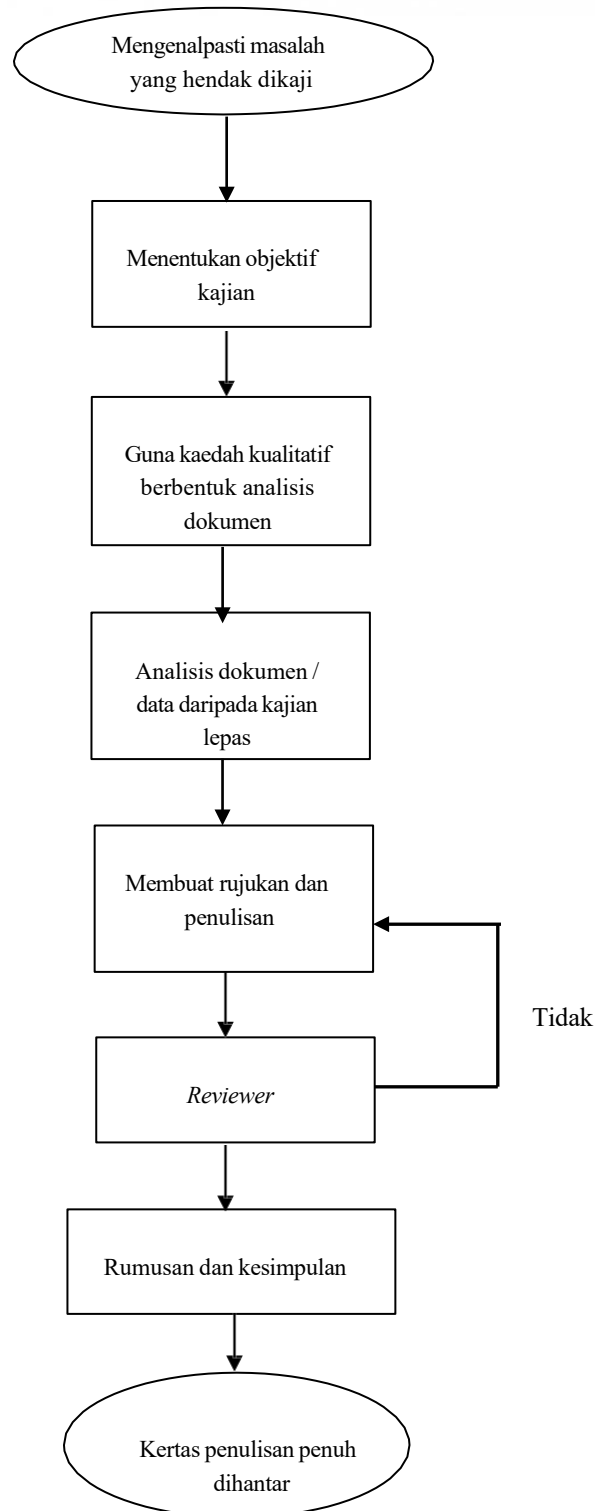 Mengenalpasti masalah
yang hendak dikaji
Menentukan objektif
kajian
Guna kaedah kualitatif
berbentuk analisis
dokumen
Analisis dokumen /
data daripada kajian
lepas
Membuat rujukan dan
penulisan
Tidak
Reviewer
Rumusan dan kesimpulan
Kertas penulisan penuh
dihantar